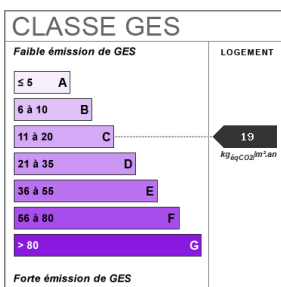 CLASSE GES
Faible émission de GES
LOGEMENT
≤ 5 A
6 à 10 B
11 à 20 C
19
kgéqCO2/m².an
21 à 35 D
36 à 55 E
56 à 80 F
> 80 G
Forte émission de GES